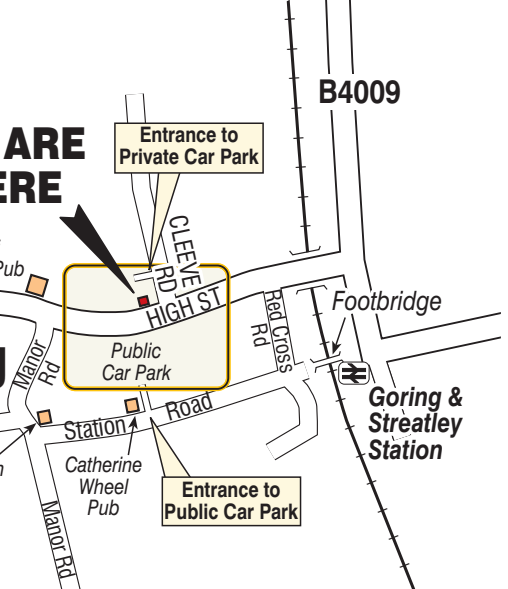 B4009
Entrance to
Private Car Park
ARE
ERE
CLEEVE
RD
Pub
HIGH ST
Red Cross
Rd
Footbridge
Manor
Rd
Public
Car Park
Goring &
Streatley
Station
Station Road
Catherine
Wheel
Pub
Entrance to
Public Car Park
Manor Rd